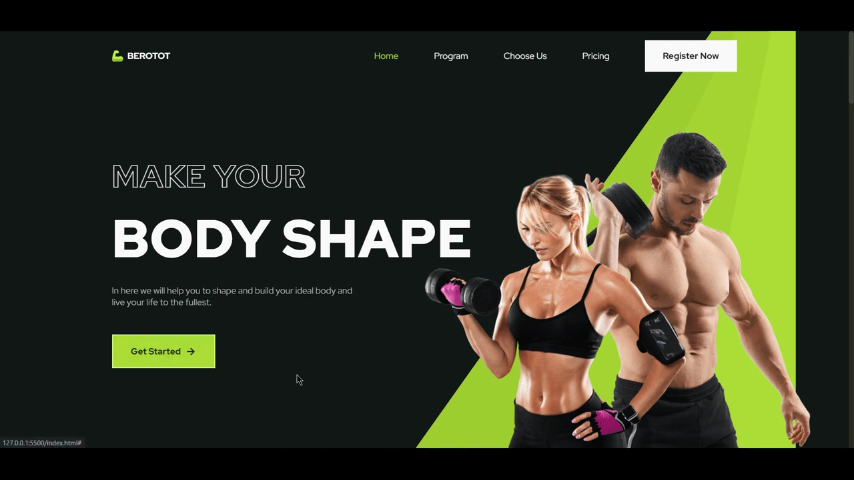 BEROTOT
Home
Program
Choose Us
Pricing
Register Now
MAKE YOUR
BODY SHAPE
In here we will help you to shape and build your ideal body and
live your life to the fullest.
Get Started
127.0.0.1:5500/index.html#